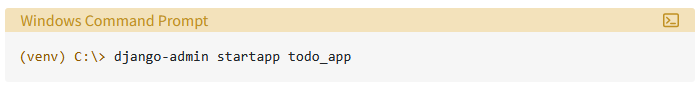 Windows Command Prompt
(venv) C:\> django-admin startapp todo_app